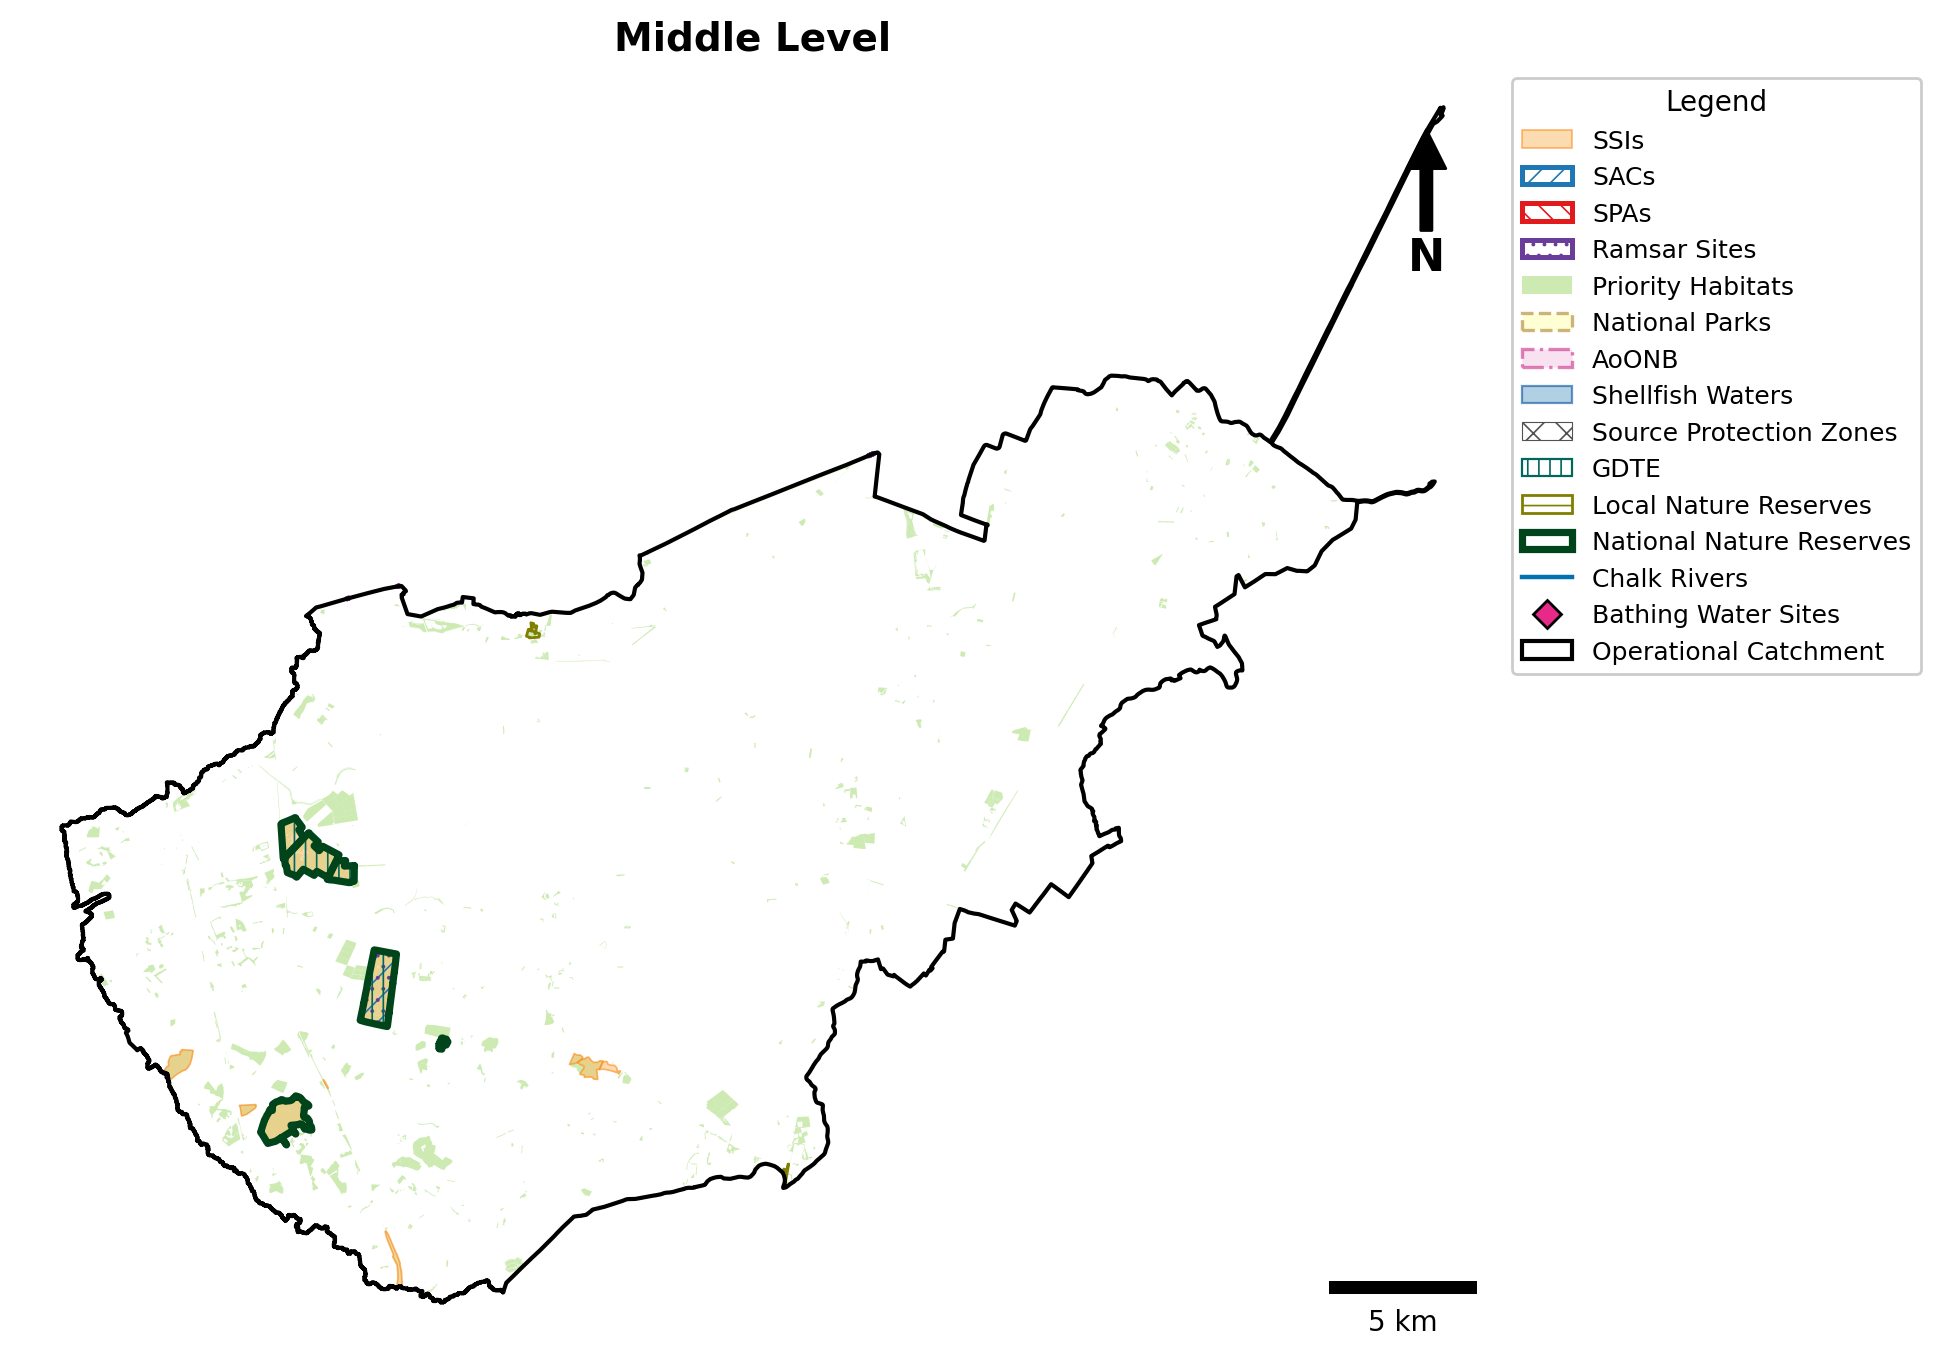 Middle Level
N
Legend
SSIs
SACs
SPAs
Ramsar Sites
Priority Habitats
National Parks
AoONB
Shellfish Waters
Source Protection Zones
GDTE
Local Nature Reserves
National Nature Reserves
Chalk Rivers
Bathing Water Sites
Operational Catchment
5 km